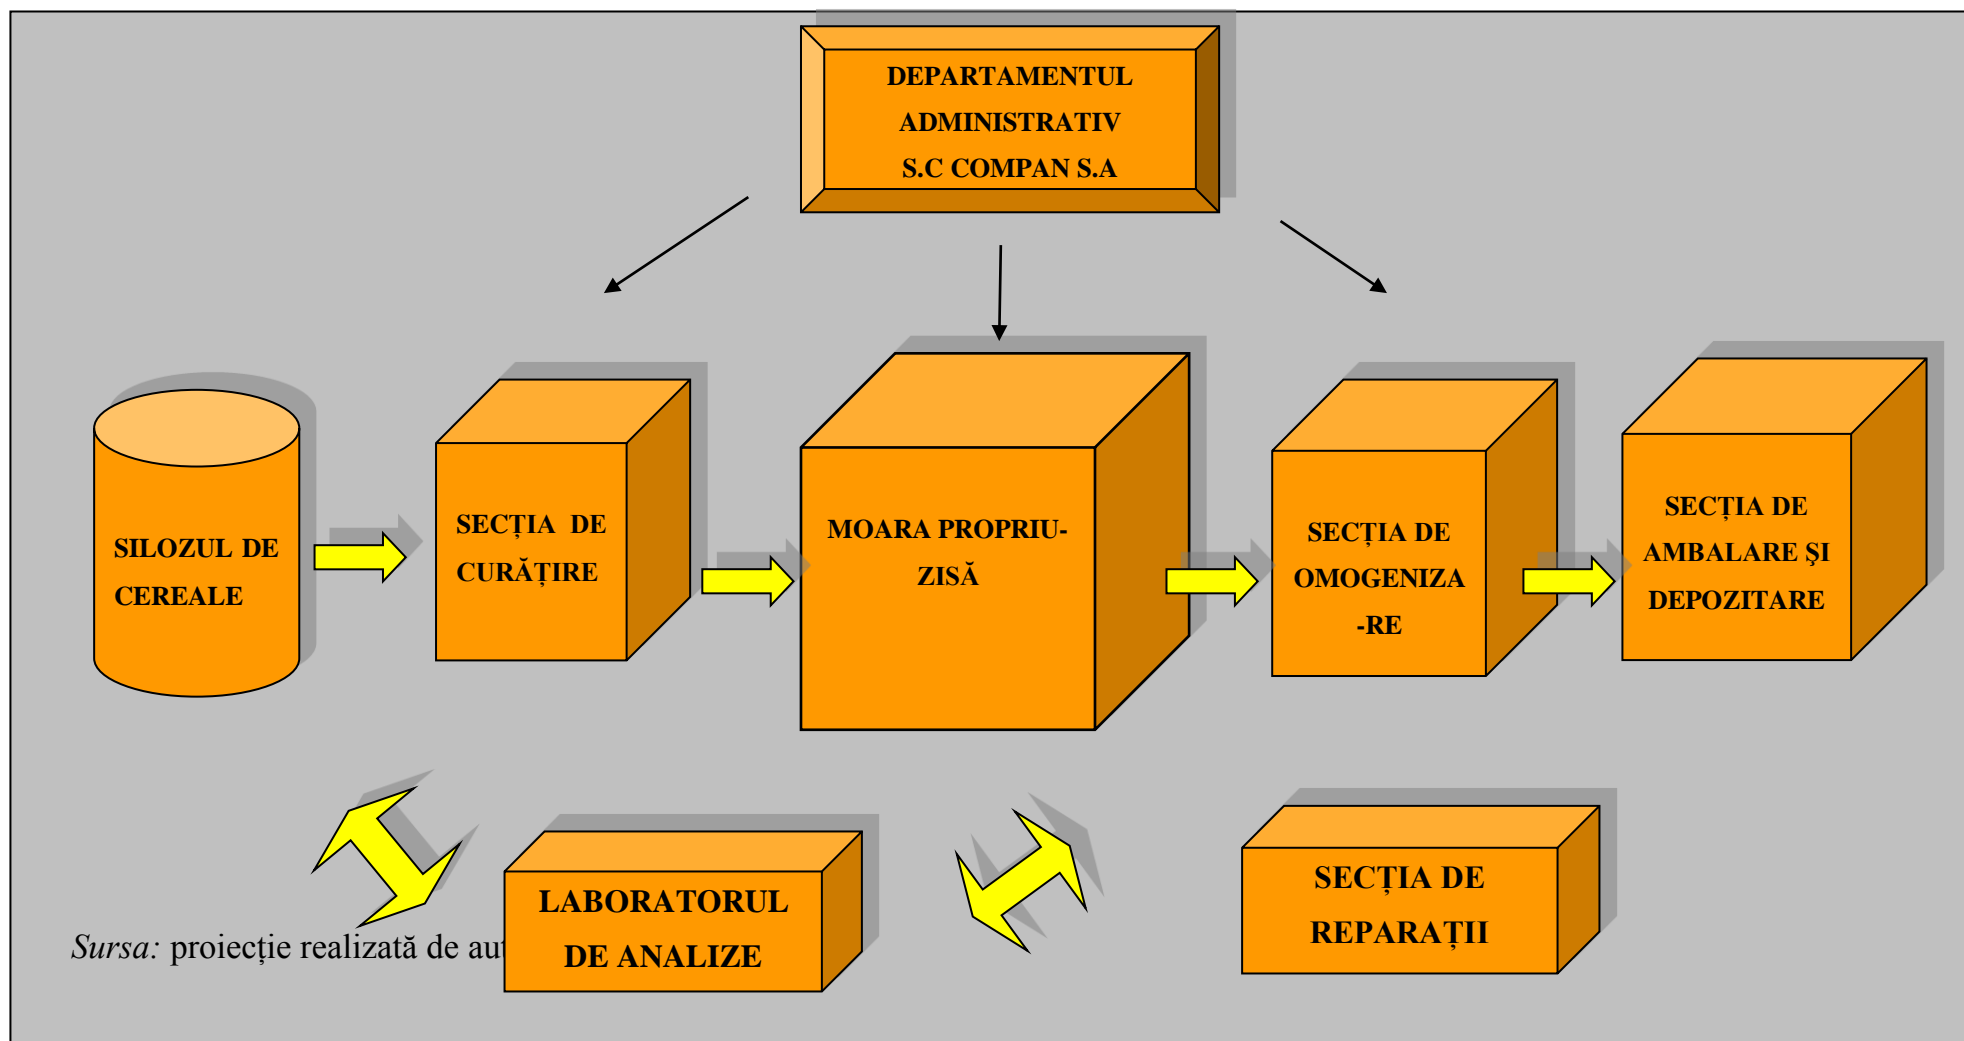 DEPARTAMENTUL
ADMINISTRATIV
S.C COMPAN S.A
SILOZUL DE
CEREALE
SECȚIA DE
CURĂȚIRE
MOARA PROPRIU-
ZISĂ
SECȚIA DE
OMOGENIZA
-RE
SECȚIA DE
AMBALARE ŞI
DEPOZITARE
LABORATORUL
DE ANALIZE
SECȚIA DE
REPARAȚII
Sursa: proiecție realizată de